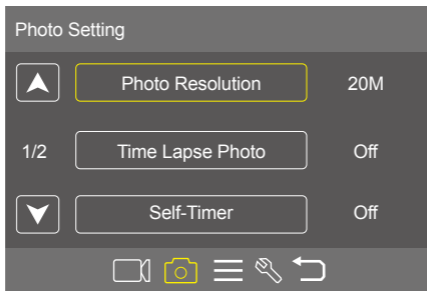 Photo Setting
Photo Resolution 20M
1/2 Time Lapse Photo Off
Self-Timer Off